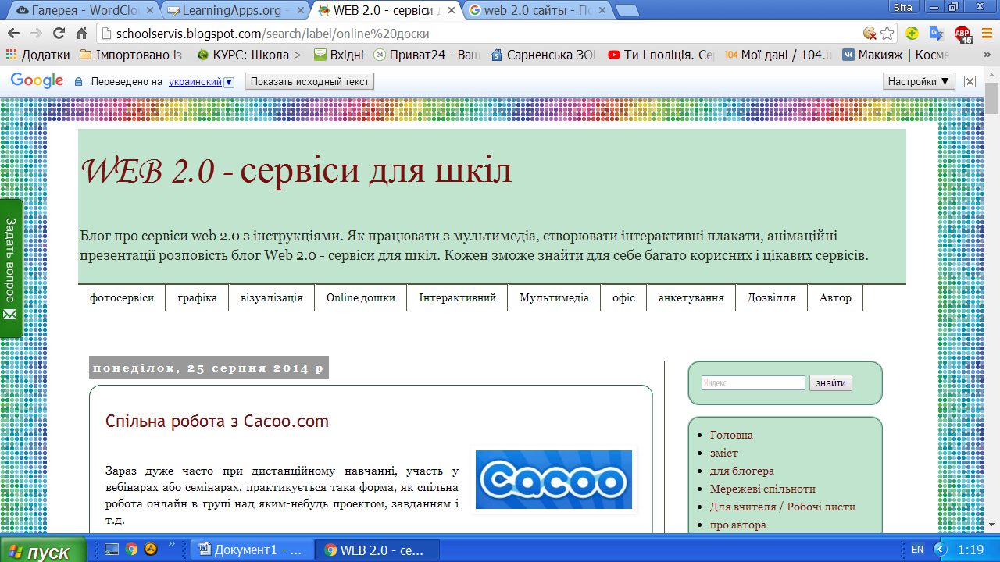 Галерея - WordClo
LearningApps.org -
WEB 2.0 - сервіси д
web 2.0 сайты - По
Віта
schoolservis.blogspot.com/search/label/online%20доски
ABP
15
Додатки
Імпортовано із
КУРС: Школа >
Вхідні
24
Приват24 - Ваш
Сарненська ЗОШ
Ти і поліція. Се
104
Мої дані / 104.u
Макияж | Косме
»
Google
Переведено на
украинский
Показать исходный текст
Настройки ▼
WEB 2.0 - сервіси для шкіл
Блог про сервіси web 2.0 з інструкціями. Як працювати з мультимедіа, створювати інтерактивні плакати, анімаційні
презентації розповість блог Web 2.0 - сервіси для шкіл. Кожен зможе знайти для себе багато корисних і цікавих сервісів.
Задать вопрос
фотосервіси
графіка
візуалізація
Online дошки
Інтерактивний
Мультимедіа
офіс
анкетування
Дозвілля
Автор
понеділок, 25 серпня 2014 р
Спільна робота з Cacoo.com
Cacoo
Зараз дуже часто при дистанційному навчанні, участь у
вебінарах або семінарах, практикується така форма, як спільна
робота онлайн в групі над яким-небудь проектом, завданням і
т.д.
Яндекс
знайти
Головна
зміст
для блогера
Мережеві спільноти
Для вчителя / Робочі листи
про автора
пуск
»
Документ1 - ...
WEB 2.0 - се...
EN
1:19